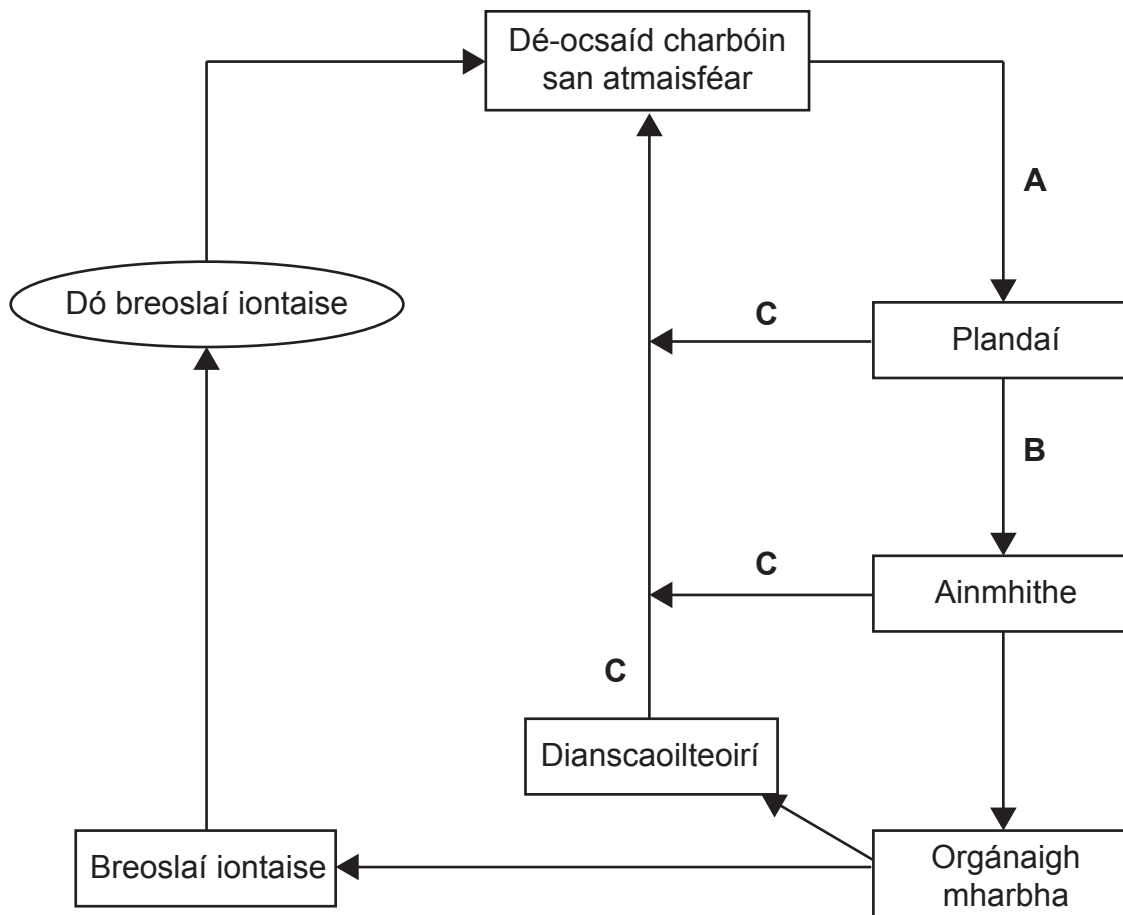 Dé-ocsaíd charbóin
san atmaisféar
A
Dó breoslaí iontaise
C
Plandaí
B
C
Ainmhithe
C
Dianscaoilteoirí
Breoslaí iontaise
Orgánaigh
mharbha